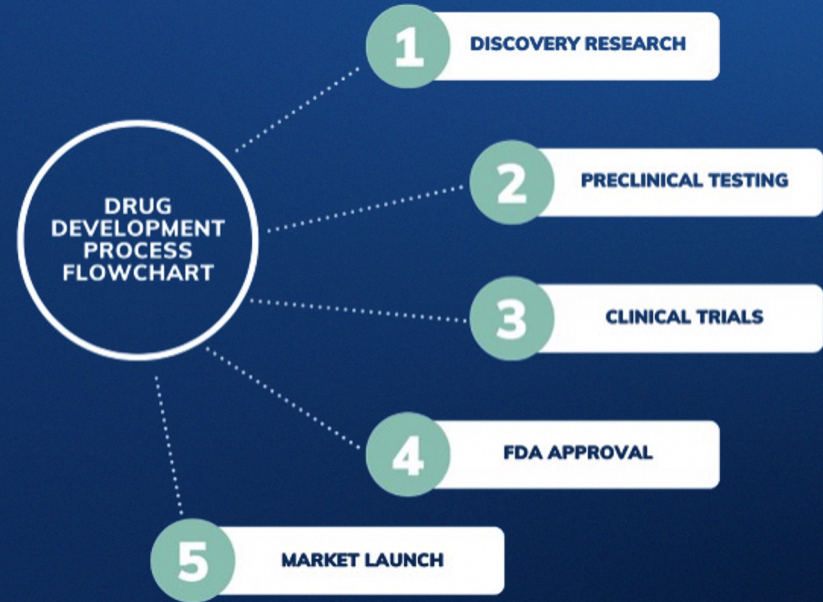 DRUG
DEVELOPMENT
PROCESS
FLOWCHART
1
DISCOVERY RESEARCH
2
PRECLINICAL TESTING
3
CLINICAL TRIALS
4
FDA APPROVAL
5
MARKET LAUNCH